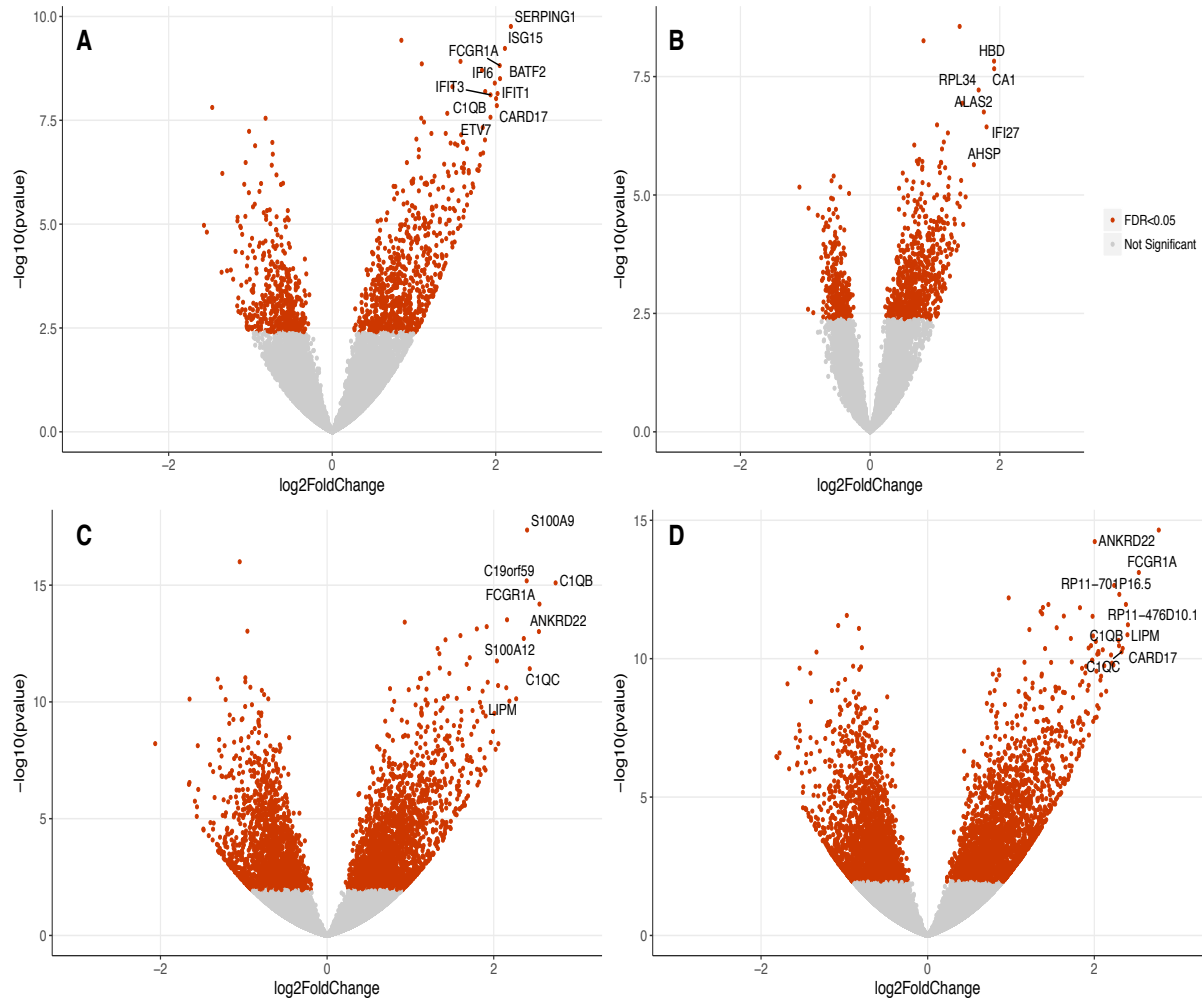 A
10.0
7.5
5.0
2.5
0.0
−log10(pvalue)
SERPING1
ISG15
FCGR1A
IPI6
BATF2
IFIT3
IFIT1
C1QB
CARD17
ETV7
−2
0
2
log2FoldChange
B
7.5
5.0
2.5
0.0
−log10(pvalue)
HBD
RPL34
CA1
ALAS2
IFI27
AHSP
−2
0
2
log2FoldChange
FDR<0.05
Not Significant
C
15
10
5
0
−log10(pvalue)
S100A9
C19orf59
C1QB
FCGR1A
ANKRD22
S100A12
C1QC
LIPM
−2
0
2
log2FoldChange
D
15
10
5
0
−log10(pvalue)
ANKRD22
FCGR1A
RP11−701P16.5
RP11−476D10.1
C1QB
LIPM
CARD17
C1QC
−2
0
2
log2FoldChange